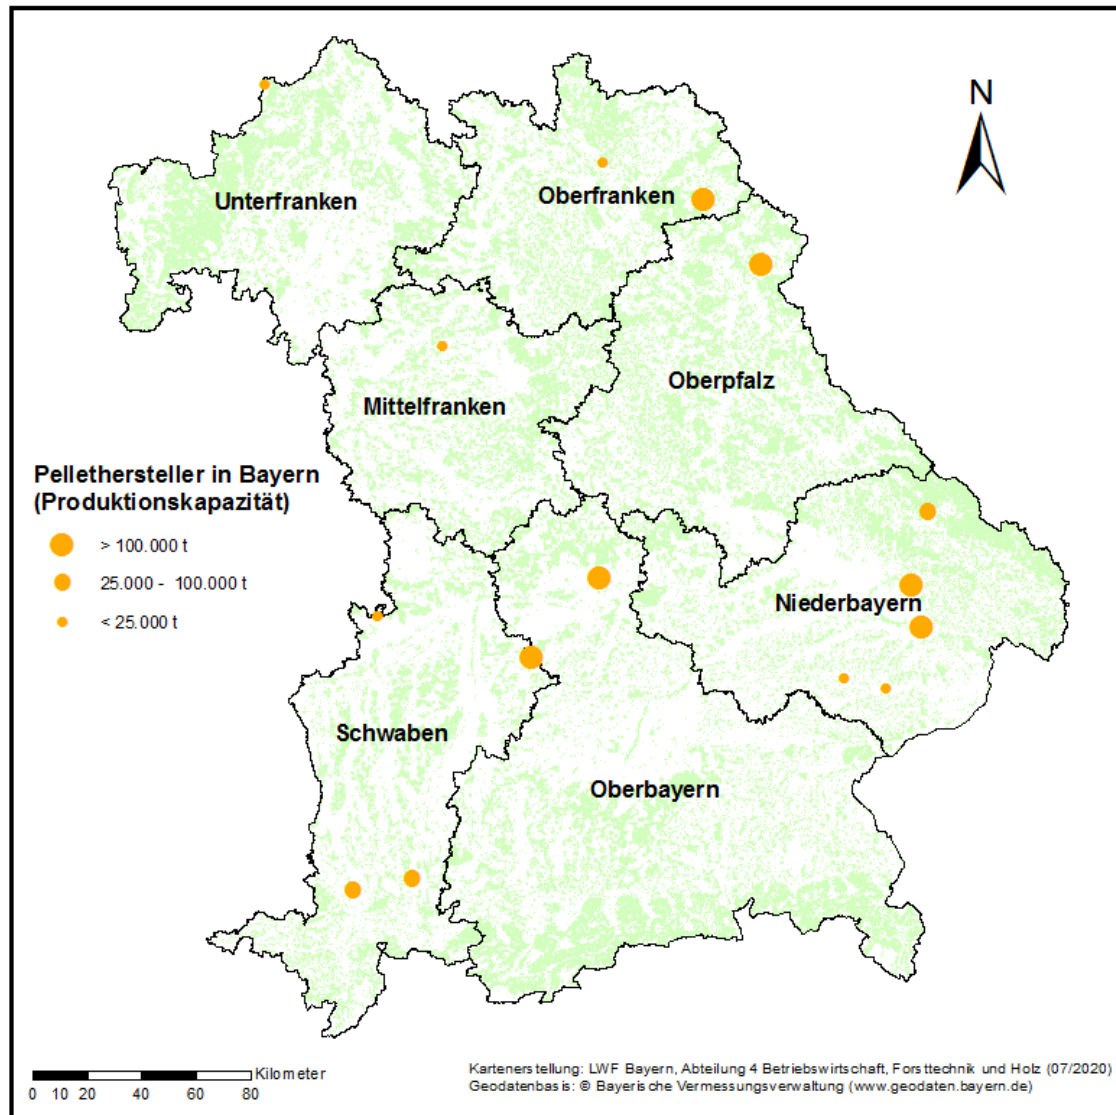 N
Unterfranken
Oberfranken
Oberpfalz
Mittelfranken
Pellethersteller in Bayern
(Produktionskapazität)
> 100.000 t
25.000 - 100.000 t
< 25.000 t
Niederbayern
Schwaben
Oberbayern
Kilometer
0 10 20 40 60 80
Kartenerstellung: LWF Bayern, Abteilung 4 Betriebswirtschaft, Forsttechnik und Holz (07/2020)
Geodatenbasis: © Bayerische Vermessungsverwaltung (www.geodaten.bayern.de)